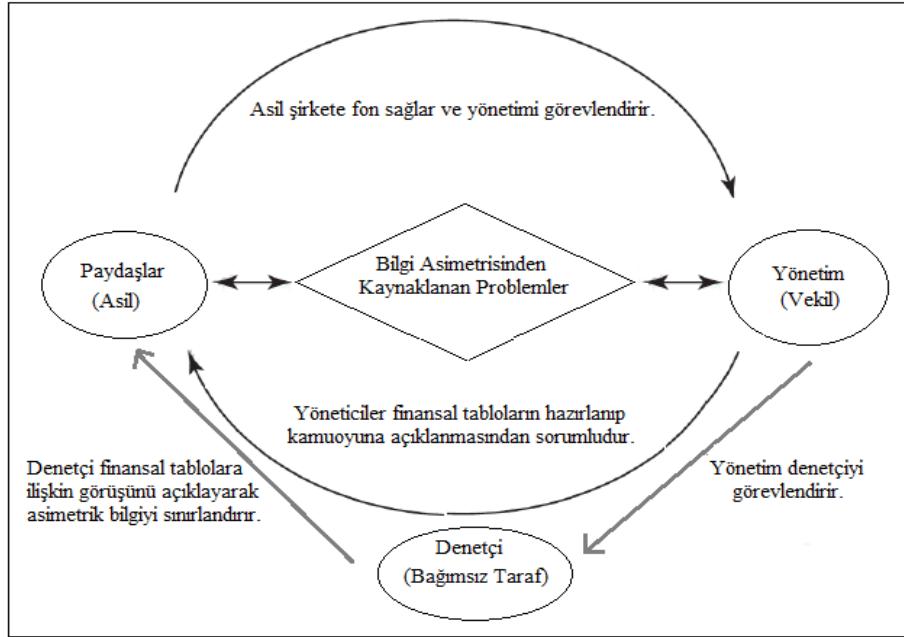 Asil şirkete fon sağlar ve yönetimi görevlendirir.
Paydaşlar
(Asil)
Bilgi Asimetrisinden
Kaynaklanan Problemler
Yönetim
(Vekil)
Yöneticiler finansal tabloların hazırlanıp
kamuoyuna açıklanmasından sorumludur.
Denetçi finansal tablolara
ilişkin görüşünü açıklayarak
asimetrik bilgiyi sınırlandırır.
Yönetim denetçiyi
görevlendirir.
Denetçi
(Bağımsız Taraf)